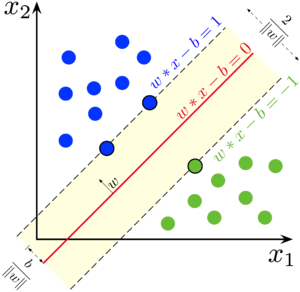 x₂
w * x − b = 1
w * x − b = 0
w * x − b = −1
2
||w||
w
b
||w||
x₁